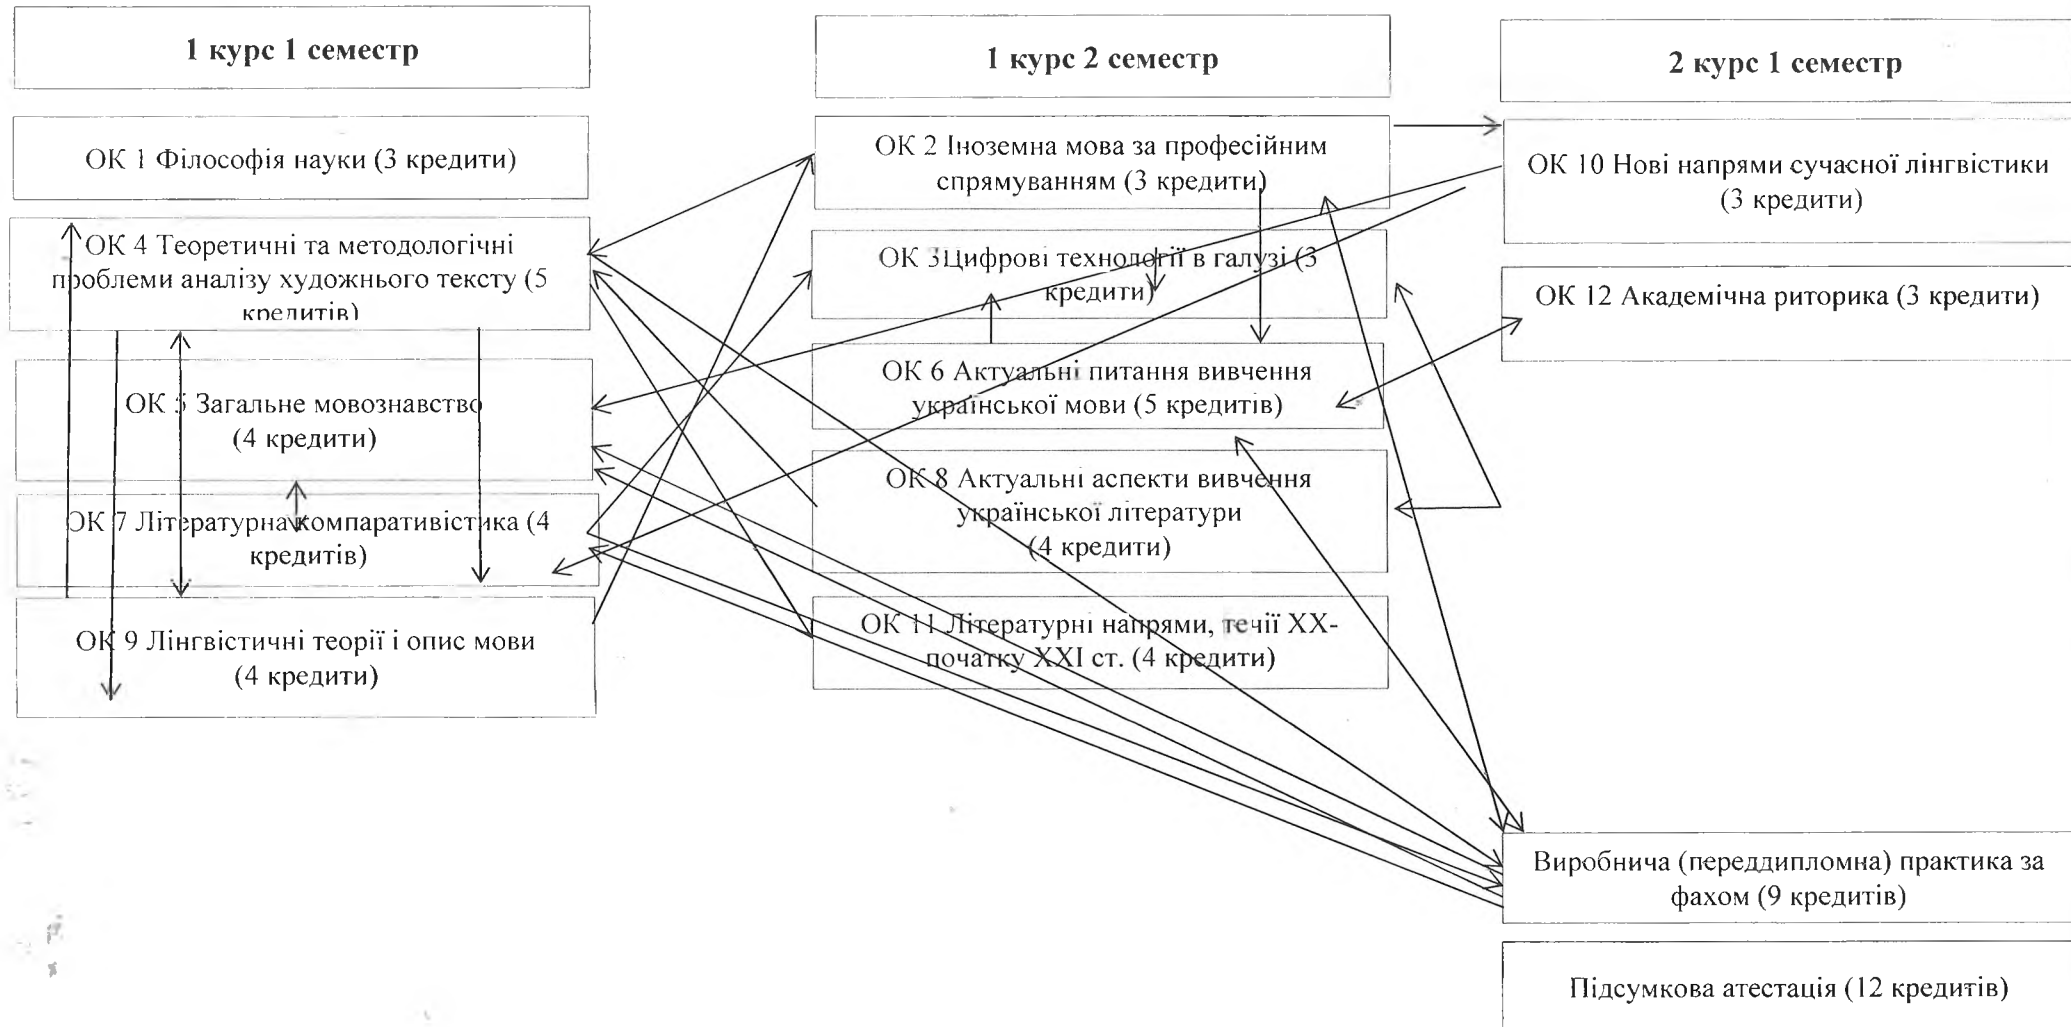 1 курс 1 семестр
ОК 1 Філософія науки (3 кредити)
ОК 4 Теоретичні та методологічні
проблеми аналізу художнього тексту (5
кредитів)
ОК 5 Загальне мовознавство
(4 кредити)
ОК 7 Літературна компаративістика (4
кредитів)
ОК 9 Лінгвістичні теорії і опис мови
(4 кредити)
1 курс 2 семестр
ОК 2 Іноземна мова за професійним
спрямуванням (3 кредити)
ОК 3Цифрові технології в галузі (3
кредити)
ОК 6 Актуальні питання вивчення
української мови (5 кредитів)
ОК 8 Актуальні аспекти вивчення
української літератури
(4 кредити)
ОК 11 Літературні напрями, течії ХХ-
початку ХХІ ст. (4 кредити)
2 курс 1 семестр
ОК 10 Нові напрями сучасної лінгвістики
(3 кредити)
ОК 12 Академічна риторика (3 кредити)
Виробнича (переддипломна) практика за
фахом (9 кредитів)
Підсумкова атестація (12 кредитів)